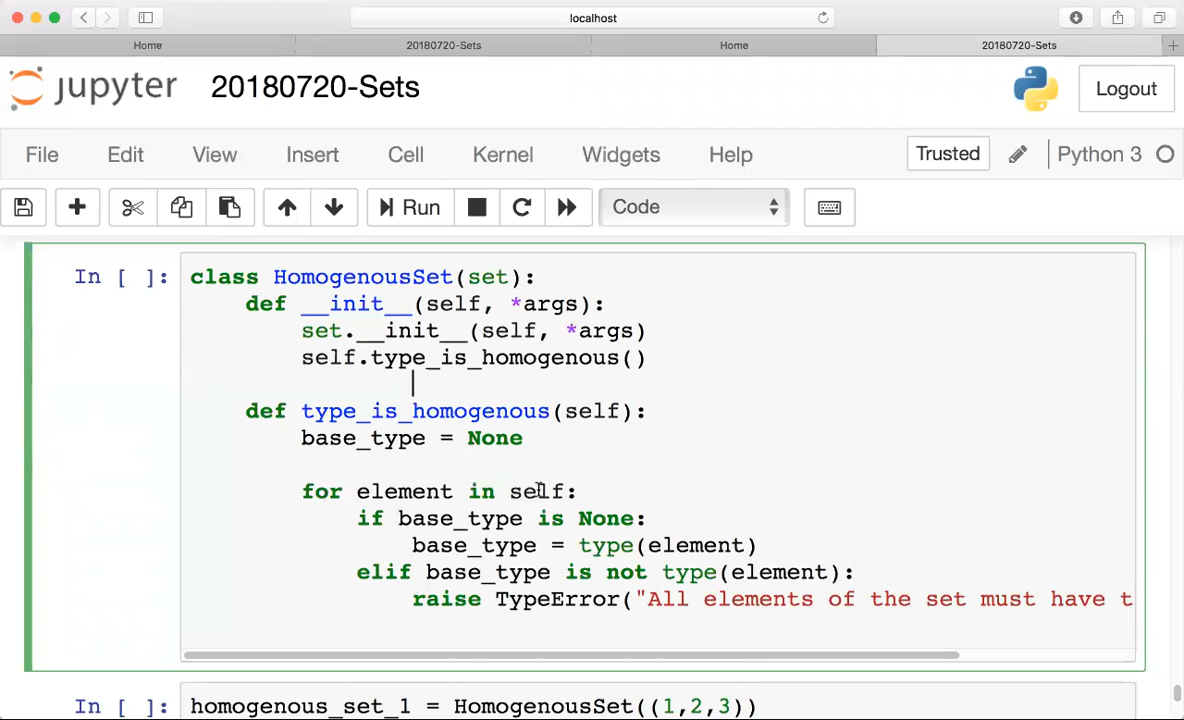 localhost
Home
20180720-Sets
Home
20180720-Sets
jupyter 20180720-Sets
Logout
File Edit View Insert Cell Kernel Widgets Help
Trusted
Python 3
Run
Code
In [ ]:
class HomogenousSet(set):
    def __init__(self, *args):
        set.__init__(self, *args)
        self.type_is_homogenous()
    def type_is_homogenous(self):
        base_type = None
        for element in self:
            if base_type is None:
                base_type = type(element)
            elif base_type is not type(element):
                raise TypeError("All elements of the set must have t
In [ ]:
homogenous_set_1 = HomogenousSet((1,2,3))